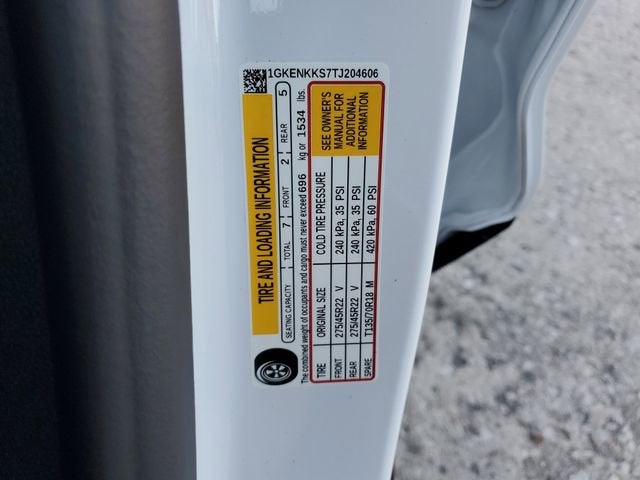 1GKENKKS7TJ204606
TIRE AND LOADING INFORMATION
SEATING CAPACITY TOTAL 7 FRONT 2 REAR 5
The combined weight of occupants and cargo must never exceed 696 kg or 1534 lbs.
TIRE ORIGINAL SIZE COLD TIRE PRESSURE
FRONT 275/45R22 V 240 kPa, 35 PSI
REAR 275/45R22 V 240 kPa, 35 PSI
SPARE T135/70R18 M 420 kPa, 60 PSI
SEE OWNER'S
MANUAL FOR
ADDITIONAL
INFORMATION